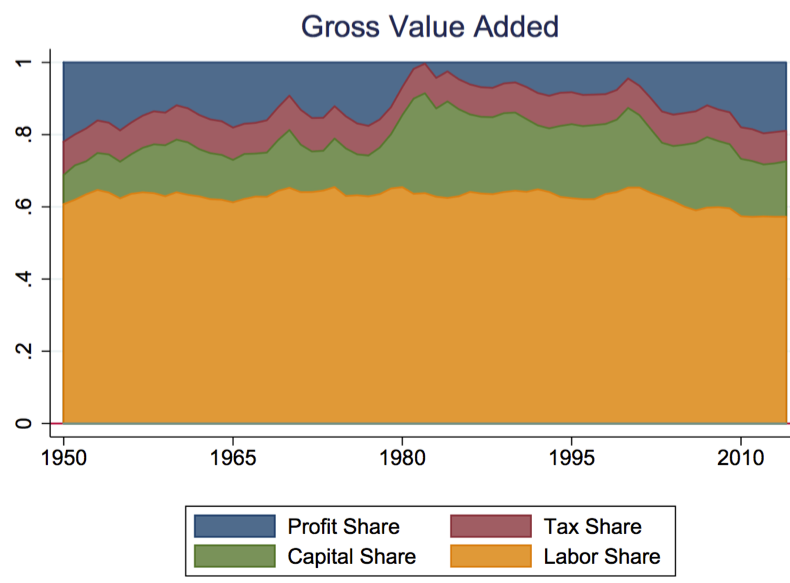 Gross Value Added
1
.8
.6
.4
.2
0
1950 1965 1980 1995 2010
Profit Share Tax Share
Capital Share Labor Share